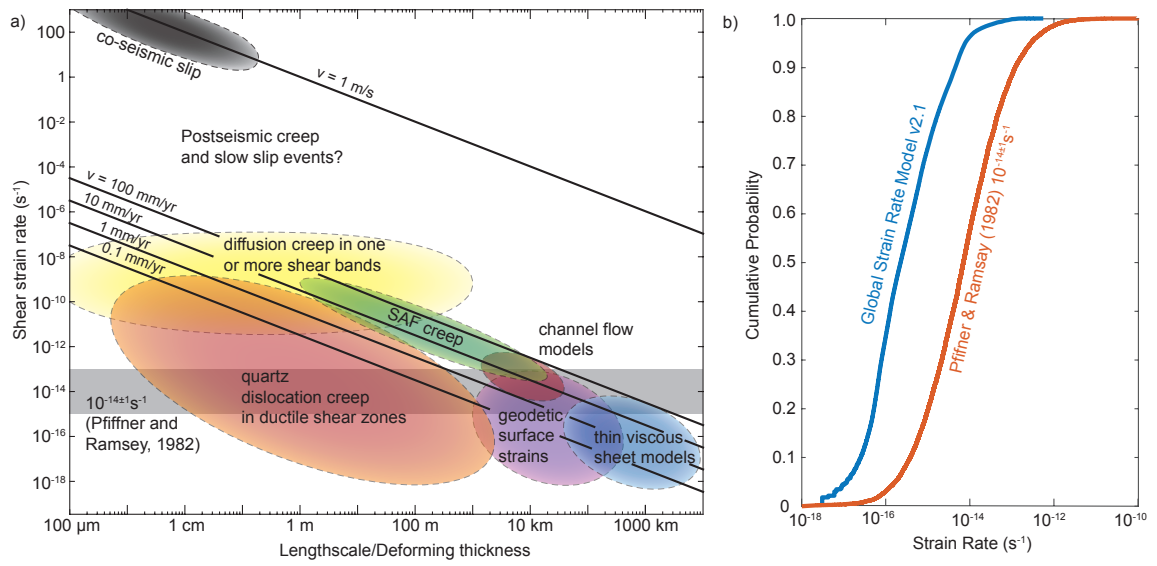 a)
Shear strain rate (s⁻¹)
100
1
10⁻²
10⁻⁴
10⁻⁶
10⁻⁸
10⁻¹⁰
10⁻¹²
10⁻¹⁴
10⁻¹⁶
10⁻¹⁸
co-seismic slip
v = 1 m/s
Postseismic creep
and slow slip events?
v = 100 mm/yr
10 mm/yr
1 mm/yr
0.1 mm/yr
diffusion creep in one
or more shear bands
SAF creep
channel flow
models
quartz
dislocation creep
in ductile shear zones
10⁻¹⁴±¹s⁻¹
(Pfiffner and
Ramsey, 1982)
geodetic
surface
strains
thin viscous
sheet models
100 µm
1 cm
1 m
100 m
10 km
1000 km
Lengthscale/Deforming thickness
b)
Cumulative Probability
1.0
0.9
0.8
0.7
0.6
0.5
0.4
0.3
0.2
0.1
0
Global Strain Rate Model v2.1
Pfiffner & Ramsay (1982) 10⁻¹⁴±¹s⁻¹
10⁻¹⁸
10⁻¹⁶
10⁻¹⁴
10⁻¹²
10⁻¹⁰
Strain Rate (s⁻¹)